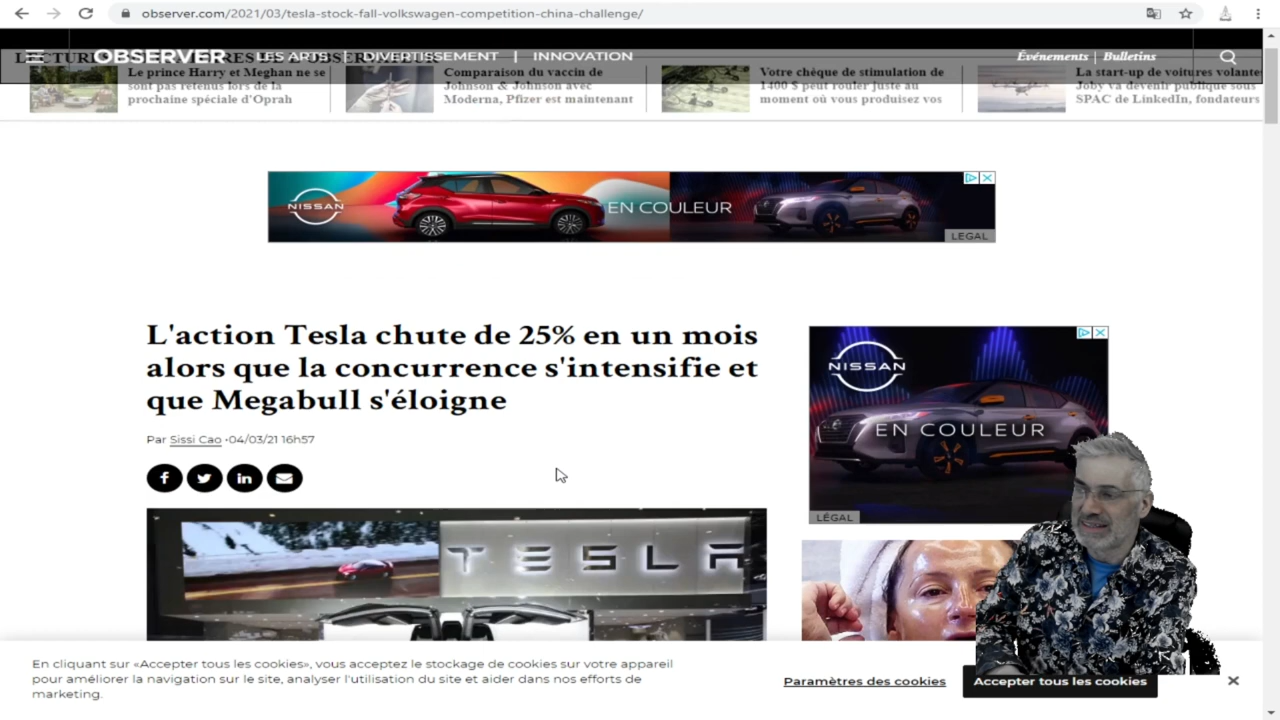 observer.com/2021/03/tesla-stock-fall-volkswagen-competition-china-challenge/
OBSERVER LES ARTS | DIVERTISSEMENT | INNOVATION Événements | Bulletins
Le prince Harry et Meghan ne se
sont pas retenus lors de la
prochaine spéciale d'Oprah
Comparaison du vaccin de
Johnson & Johnson avec
Moderna, Pfizer est maintenant
Votre chèque de stimulation de
1400 $ peut rouler juste au
moment où vous produisez vos
La start-up de voitures volantes
Joby va devenir publique sous
SPAC de LinkedIn, fondateurs
NISSAN
EN COULEUR
LEGAL
L'action Tesla chute de 25% en un mois
alors que la concurrence s'intensifie et
que Megabull s'éloigne
Par Sissi Cao •04/03/21 16h57
NISSAN
EN COULEUR
LÉGAL
TESLA
En cliquant sur «Accepter tous les cookies», vous acceptez le stockage de cookies sur votre appareil
pour améliorer la navigation sur le site, analyser l'utilisation du site et aider dans nos efforts de
marketing.
Paramètres des cookies
Accepter tous les cookies